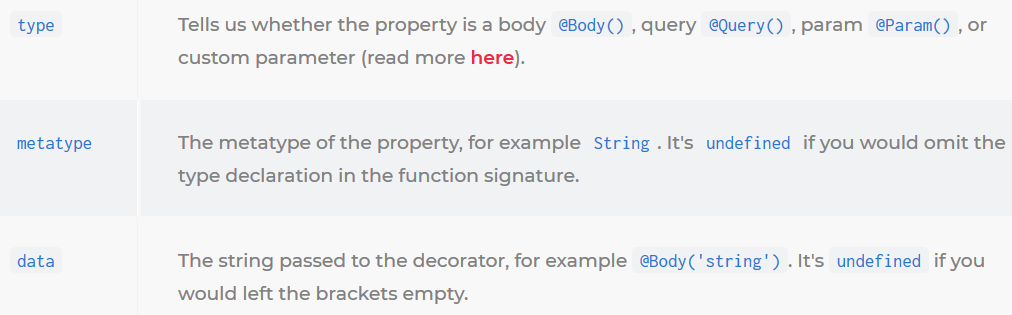 type Tells us whether the property is a body @Body() , query @Query() , param @Param() , or
custom parameter (read more here).
metatype The metatype of the property, for example String . It's undefined if you would omit the
type declaration in the function signature.
data The string passed to the decorator, for example @Body('string') . It's undefined if you
would left the brackets empty.